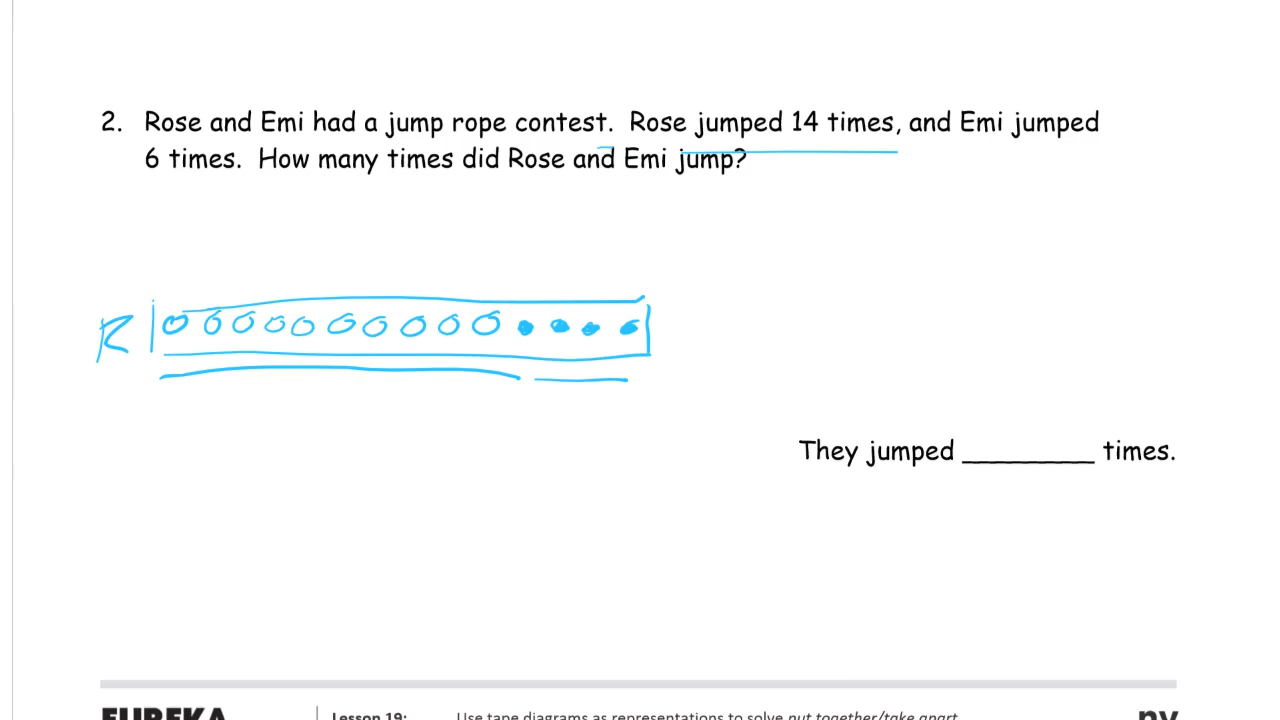 2. Rose and Emi had a jump rope contest. Rose jumped 14 times, and Emi jumped
6 times. How many times did Rose and Emi jump?
R
They jumped ________ times.
EUREKA Lesson 19: Use tape diagrams as representations to solve put together/take apart ny